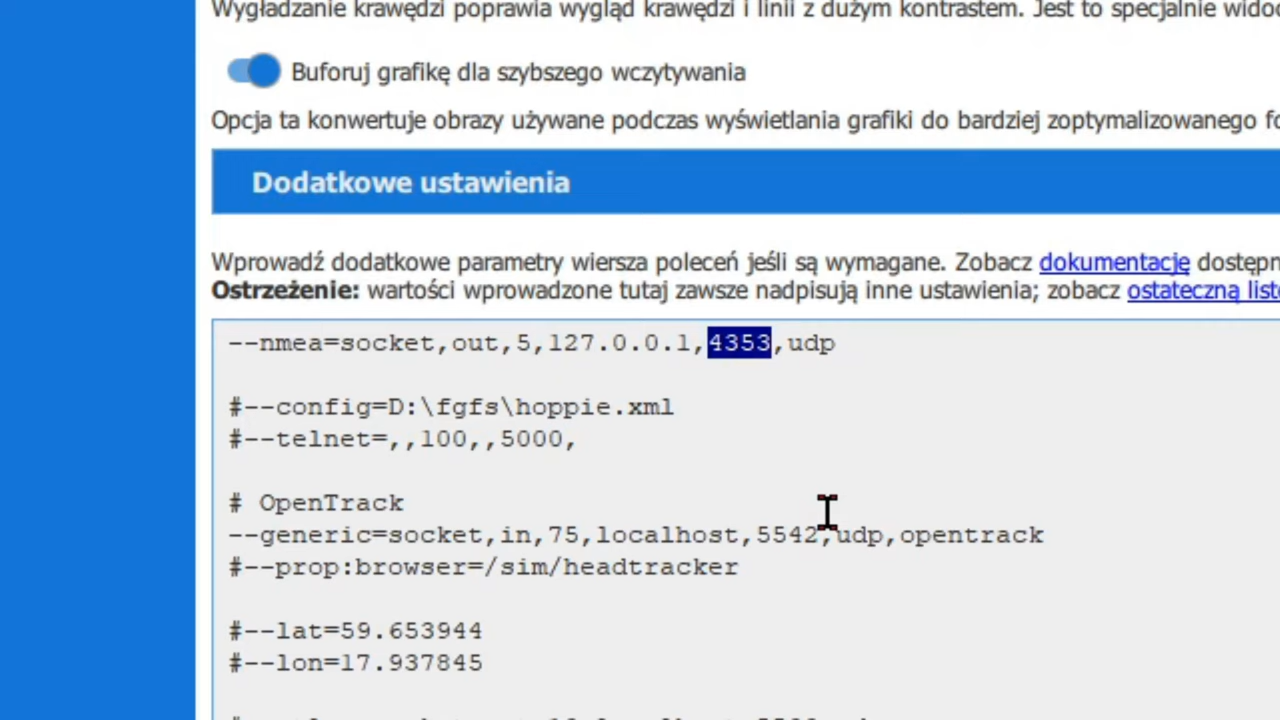 Wygładzanie krawędzi poprawia wygląd krawędzi i linii z dużym kontrastem. Jest to specjalnie
Buforuj grafikę dla szybszego wczytywania
Opcja ta konwertuje obrazy używane podczas wyświetlania grafiki do bardziej zoptymalizowanego
Dodatkowe ustawienia
Wprowadź dodatkowe parametry wiersza poleceń jeśli są wymagane. Zobacz dokumentację
Ostrzeżenie: wartości wprowadzone tutaj zawsze nadpisują inne ustawienia; zobacz ostateczną
--nmea=socket,out,5,127.0.0.1,4353,udp
#--config=D:\fgfs\hoppie.xml
#--telnet=,,100,,5000,
# OpenTrack
--generic=socket,in,75,localhost,5542,udp,opentrack
#--prop:browser=/sim/headtracker
#--lat=59.653944
#--lon=17.937845